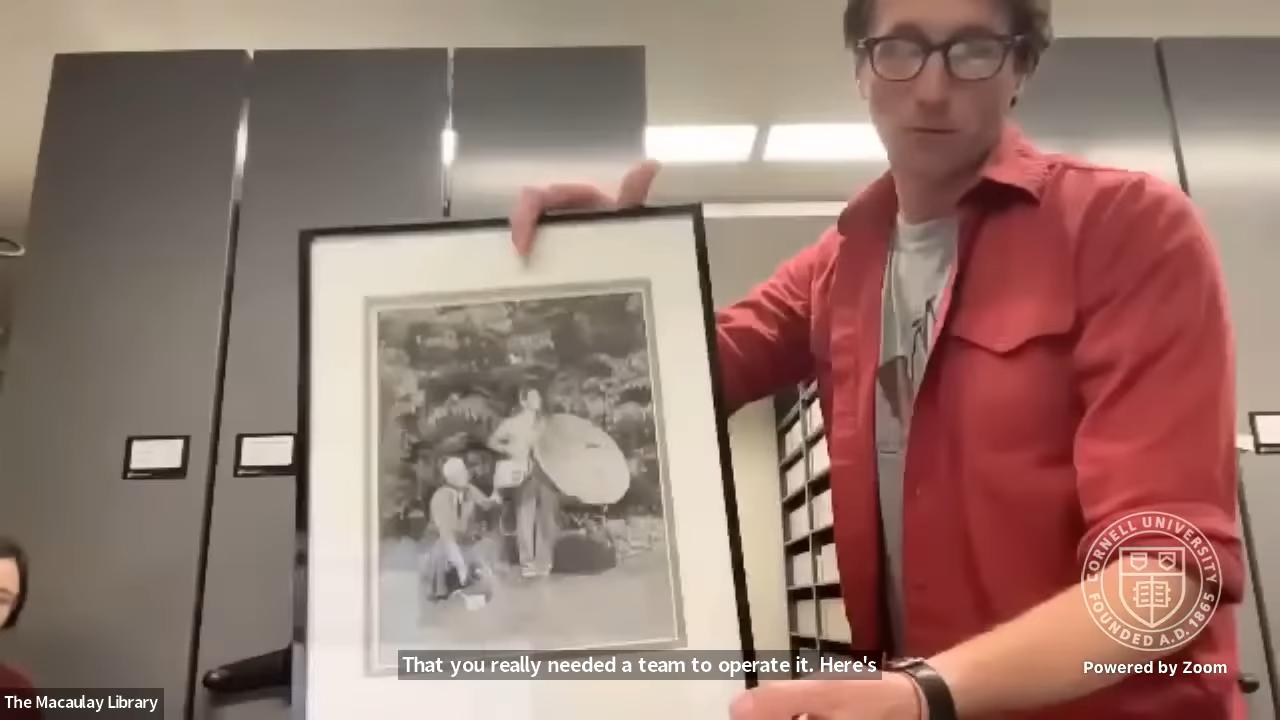 That you really needed a team to operate it. Here's
CORNELL UNIVERSITY
FOUNDED A.D. 1865
Powered by Zoom
The Macaulay Library